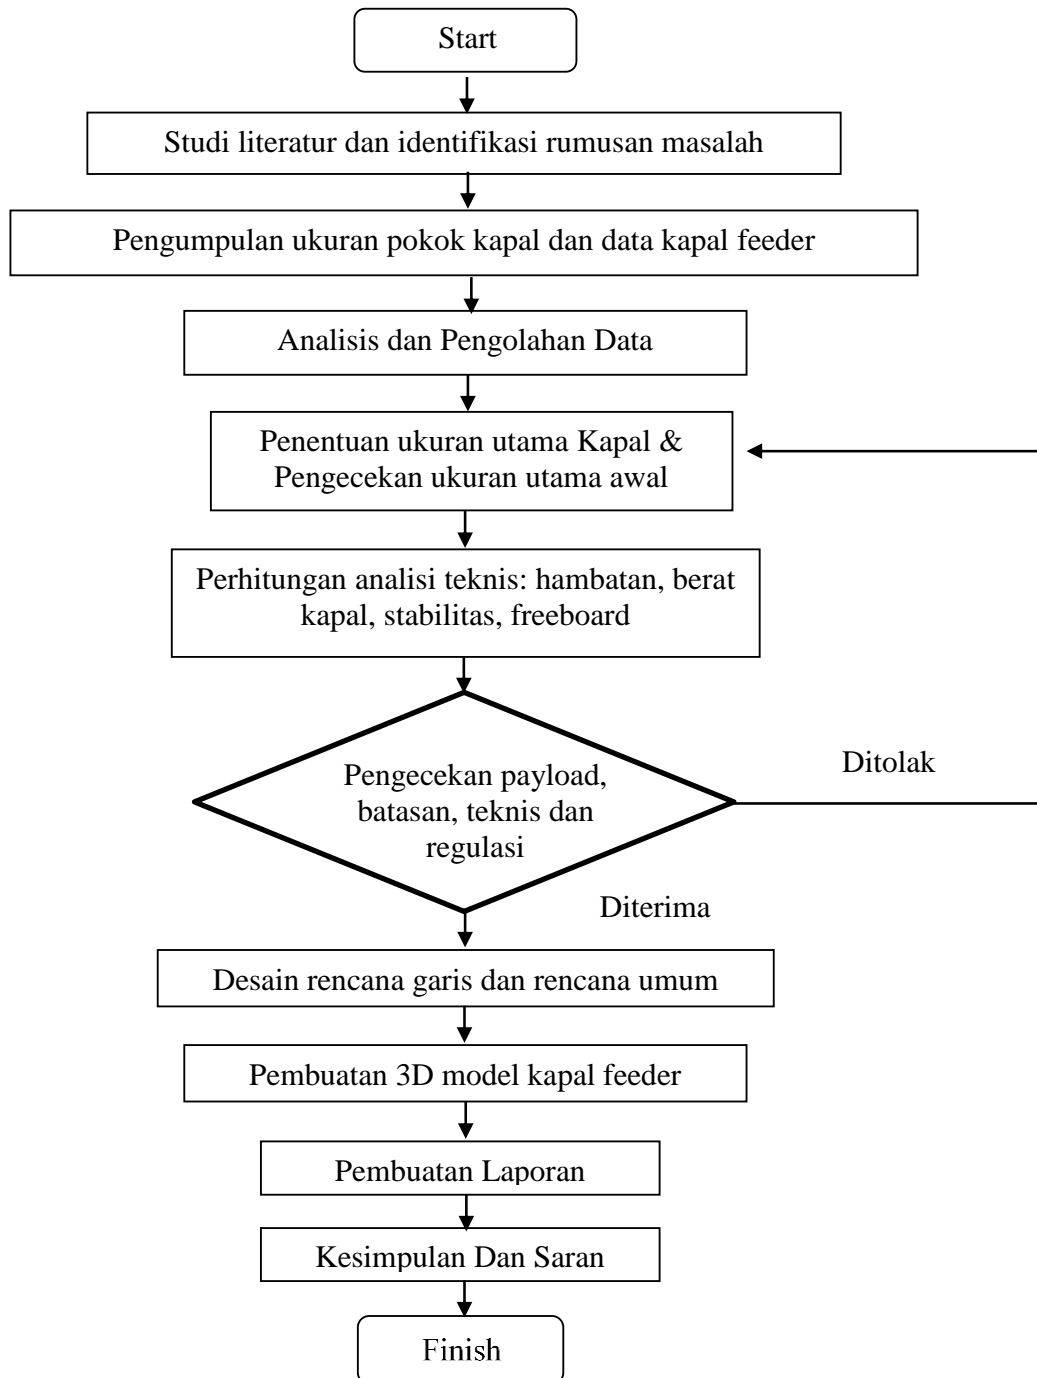 Start
Studi literatur dan identifikasi rumusan masalah
Pengumpulan ukuran pokok kapal dan data kapal feeder
Analisis dan Pengolahan Data
Penentuan ukuran utama Kapal &
Pengecekan ukuran utama awal
Perhitungan analisi teknis: hambatan, berat
kapal, stabilitas, freeboard
Pengecekan payload,
batasan, teknis dan
regulasi
Ditolak
Diterima
Desain rencana garis dan rencana umum
Pembuatan 3D model kapal feeder
Pembuatan Laporan
Kesimpulan Dan Saran
Finish